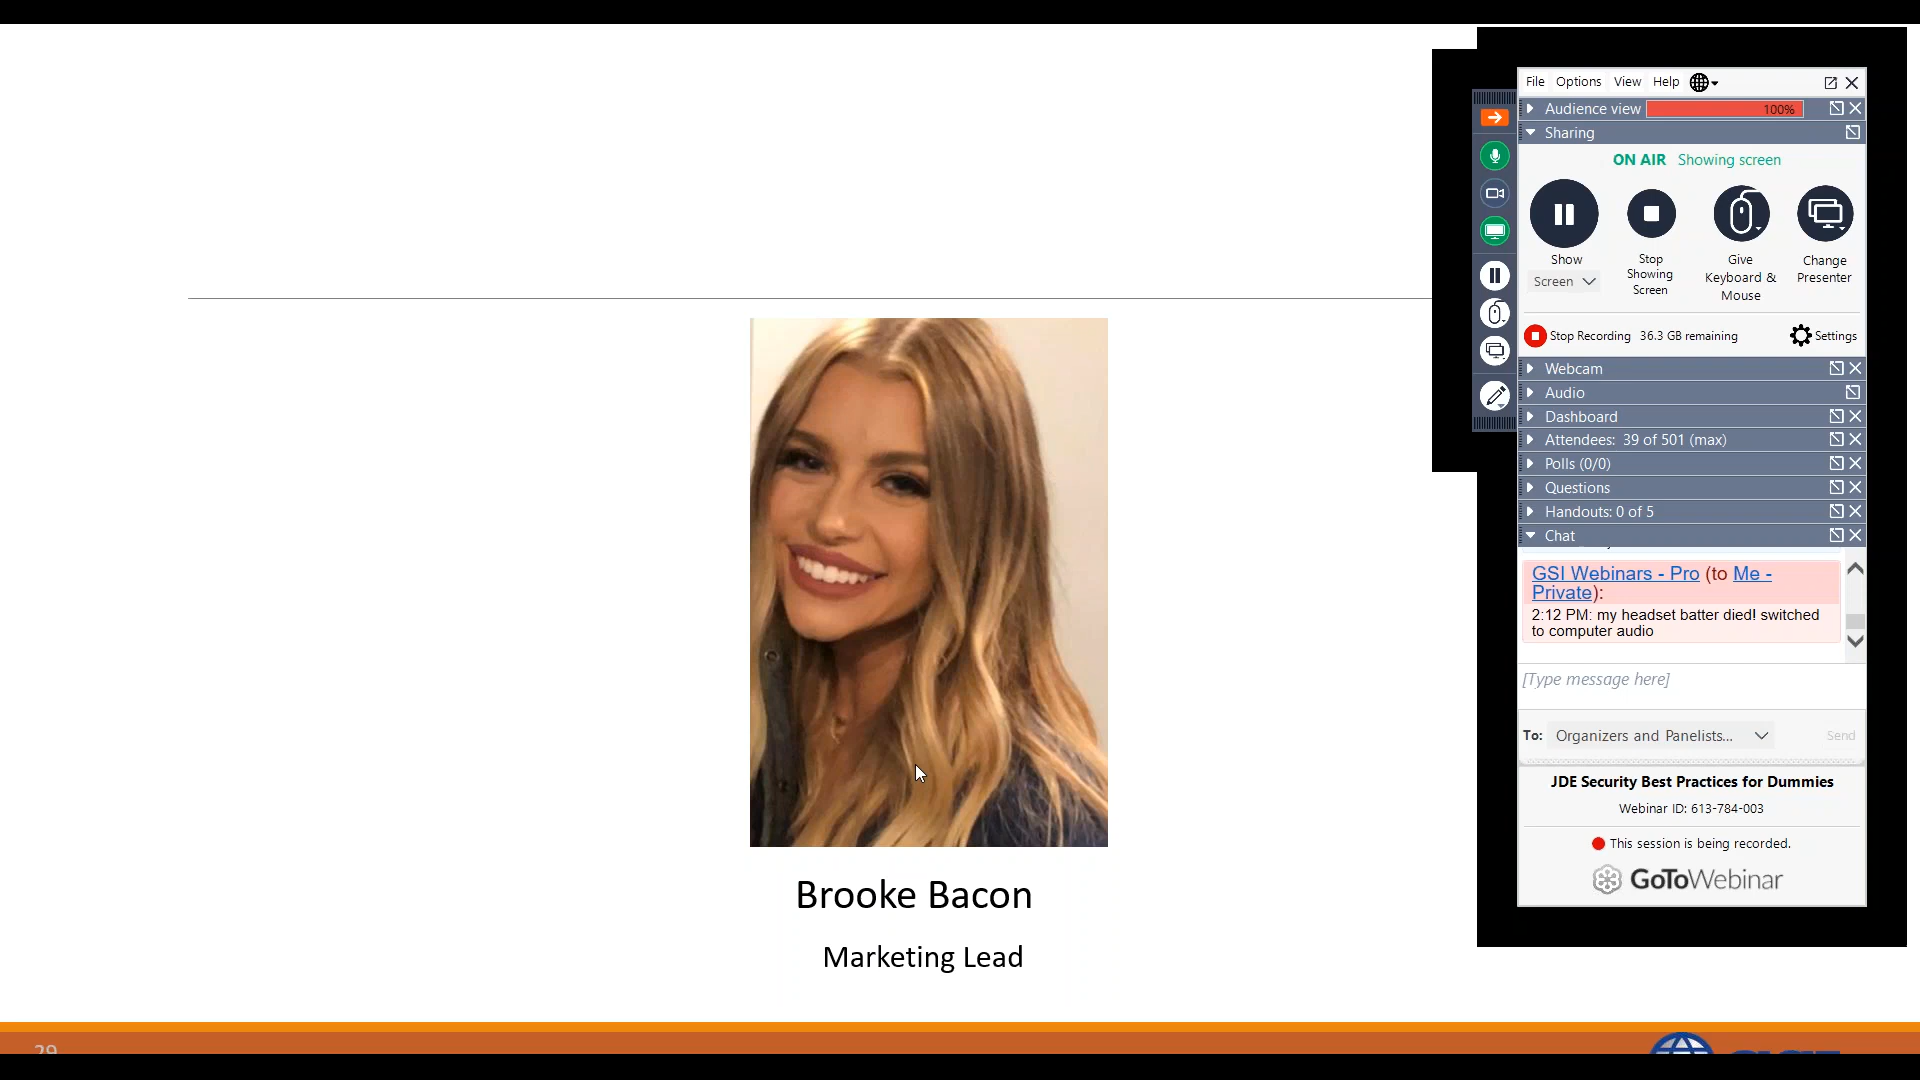 File Options View Help
Audience view 100%
Sharing
ON AIR Showing screen
Show
Screen
Stop
Showing
Screen
Give
Keyboard &
Mouse
Change
Presenter
Stop Recording 36.3 GB remaining Settings
Webcam
Audio
Dashboard
Attendees: 39 of 501 (max)
Polls (0/0)
Questions
Handouts: 0 of 5
Chat
GSI Webinars - Pro (to Me -
Private):
2:12 PM: my headset batter died! switched
to computer audio
[Type message here]
To: Organizers and Panelists... Send
JDE Security Best Practices for Dummies
Webinar ID: 613-784-003
This session is being recorded.
GoToWebinar
Brooke Bacon
Marketing Lead
29